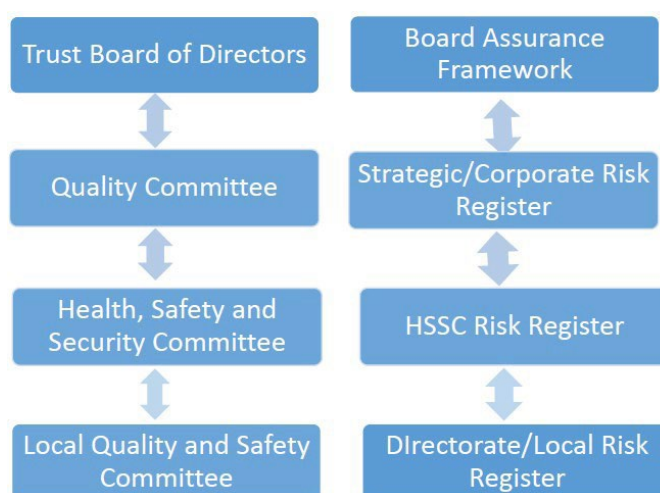 Trust Board of Directors
Board Assurance
Framework
Quality Committee
Strategic/Corporate Risk
Register
Health, Safety and
Security Committee
HSSC Risk Register
Local Quality and Safety
Committee
DIrectorate/Local Risk
Register